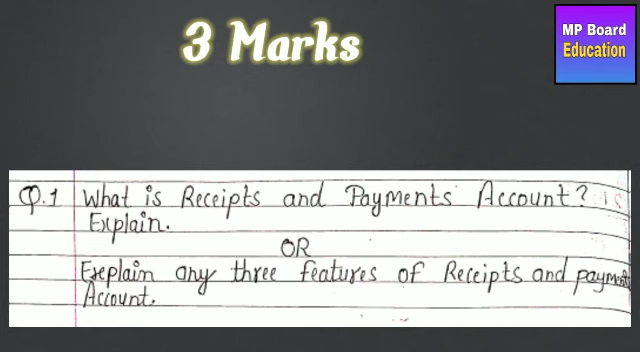 3 Marks
MP Board
Education
Q.1 What is Receipts and Payments Account?
Explain.
OR
Explain any three features of Receipts and payments
Account.